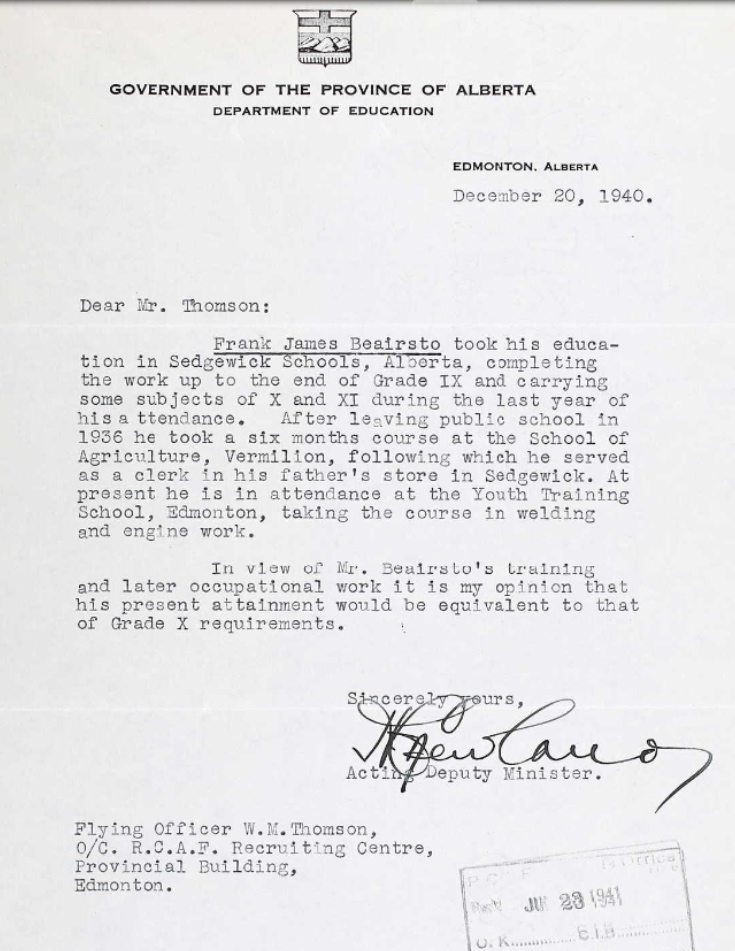 GOVERNMENT OF THE PROVINCE OF ALBERTA
DEPARTMENT OF EDUCATION
EDMONTON, ALBERTA
December 20, 1940.
Dear Mr. Thomson:
Frank James Beairsto took his educa-
tion in Sedgewick Schools, Alberta, completing
the work up to the end of Grade IX and carrying
some subjects of X and XI during the last year of
his a ttendance. After leaving public school in
1936 he took a six months course at the School of
Agriculture, Vermilion, following which he served
as a clerk in his father's store in Sedgewick. At
present he is in attendance at the Youth Training
School, Edmonton, taking the course in welding
and engine work.
In view of Mr. Beairsto's training
and later occupational work it is my opinion that
his present attainment would be equivalent to that
of Grade X requirements.
Sincerely yours,
Acting Deputy Minister.
Flying Officer W.M.Thomson,
O/C. R.C.A.F. Recruiting Centre,
Provincial Building,
Edmonton.
23 1941
O. K.